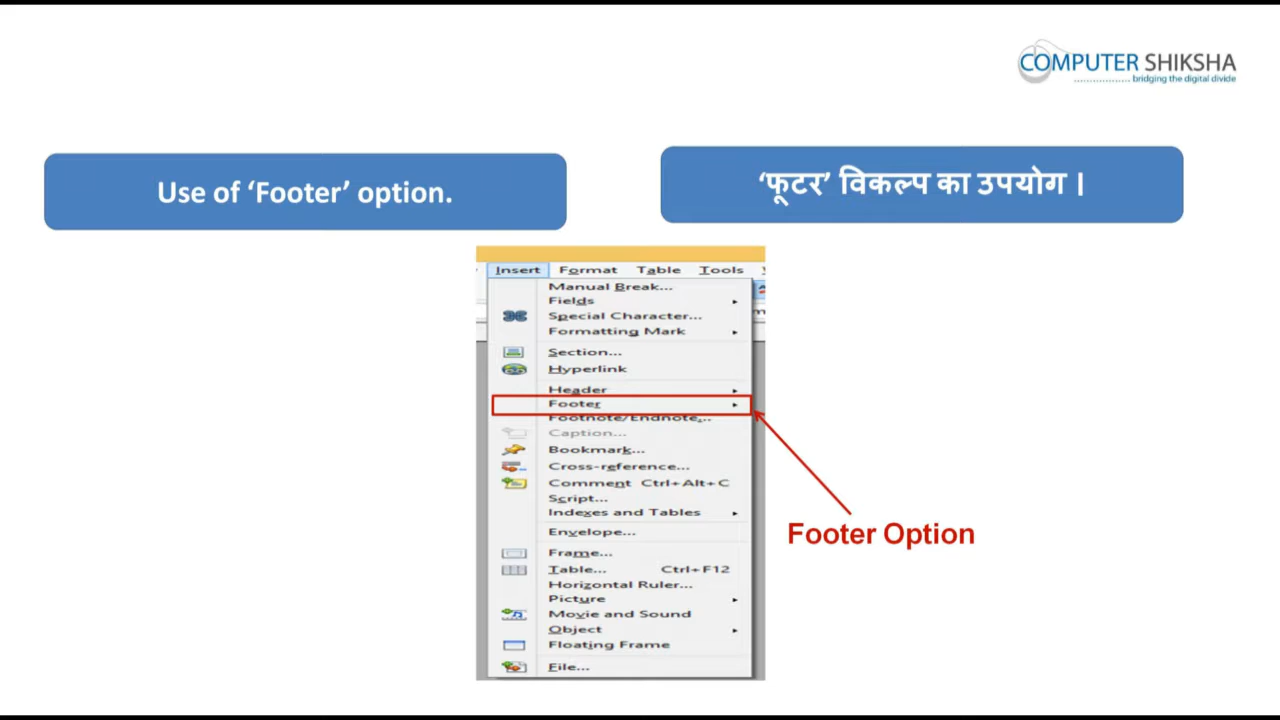 COMPUTER SHIKSHA
bridging the digital divide
Use of ‘Footer’ option.
‘फूटर’ विकल्प का उपयोग ।
Insert Format Table Tools
Manual Break...
Fields
Special Character...
Formatting Mark
Section...
Hyperlink
Header
Footer
Footnote/Endnote...
Caption...
Bookmark...
Cross-reference...
Comment Ctrl+Alt+C
Script...
Indexes and Tables
Envelope...
Frame...
Table... Ctrl+F12
Horizontal Ruler...
Picture
Movie and Sound
Object
Floating Frame
File...
Footer Option